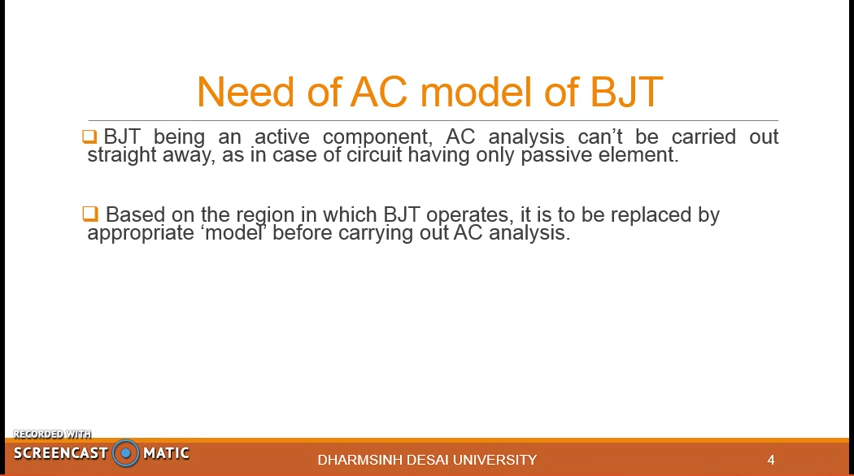 Need of AC model of BJT
❑ BJT being an active component, AC analysis can't be carried out
straight away, as in case of circuit having only passive element.
❑ Based on the region in which BJT operates, it is to be replaced by
appropriate ‘model’ before carrying out AC analysis.
RECORDED WITH
SCREENCAST MATIC
DHARMSINH DESAI UNIVERSITY
4